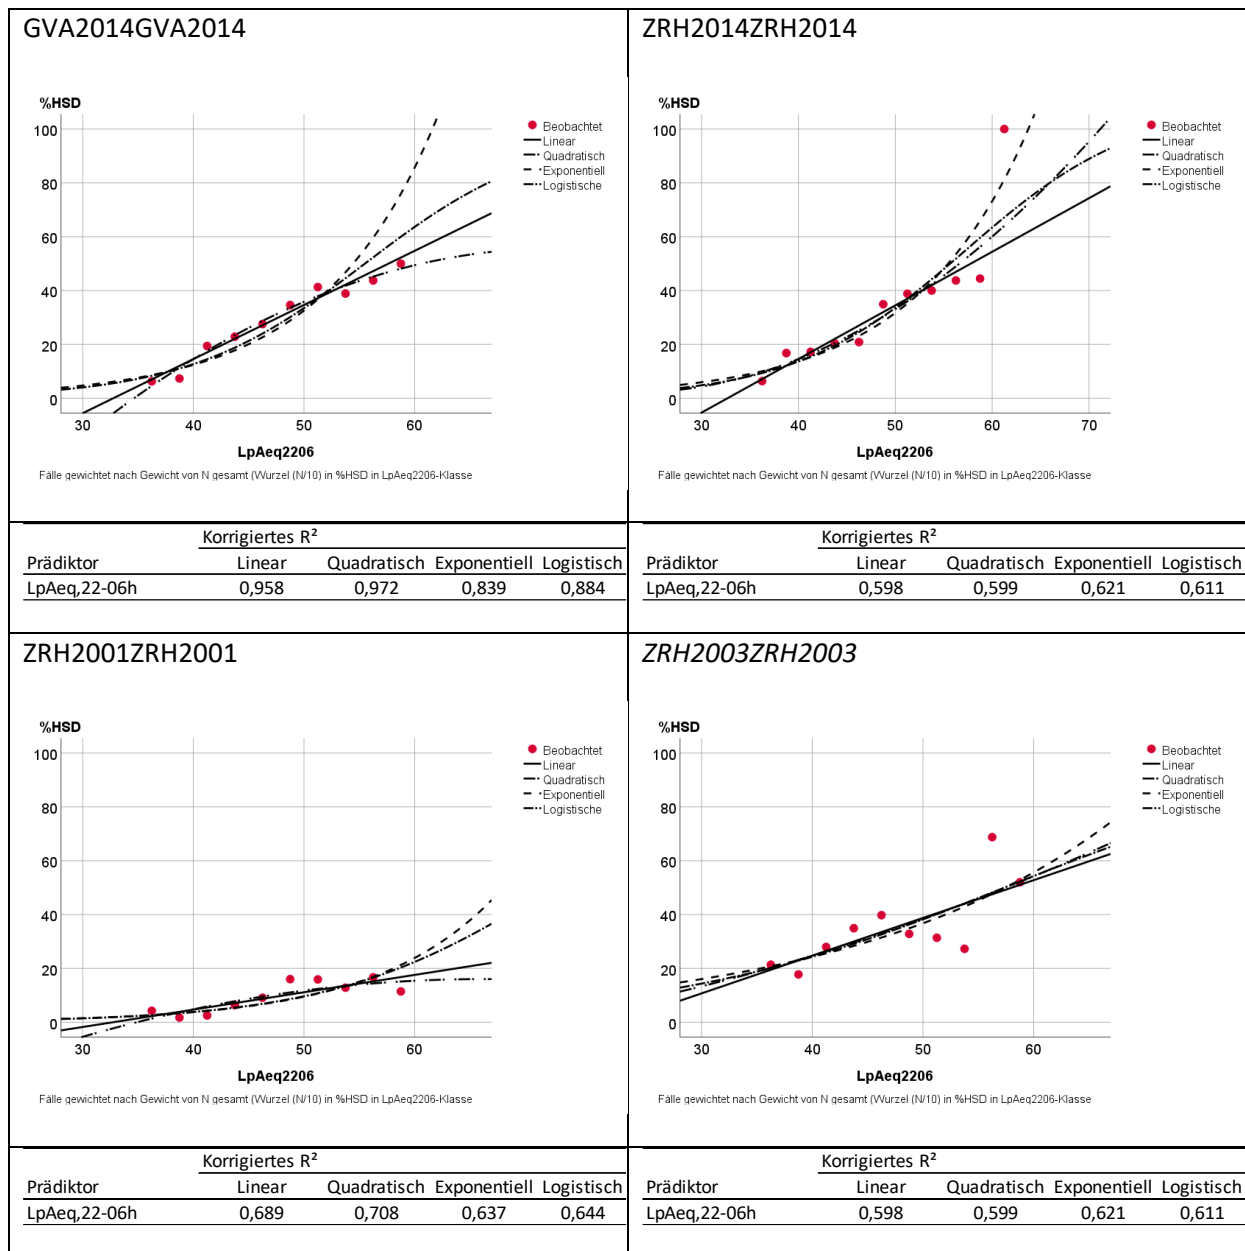 GVA2014GVA2014
%HSD
100
80
60
40
20
0
30 40 50 60
LpAeq2206
Beobachtet
Linear
Quadratisch
Exponentiell
Logistische
Fälle gewichtet nach Gewicht von N gesamt (Wurzel (N/10) in %HSD in LpAeq2206-Klasse
ZRH2014ZRH2014
%HSD
100
80
60
40
20
0
30 40 50 60 70
LpAeq2206
Beobachtet
Linear
Quadratisch
Exponentiell
Logistische
Fälle gewichtet nach Gewicht von N gesamt (Wurzel (N/10) in %HSD in LpAeq2206-Klasse
Korrigiertes R²
Prädiktor Linear Quadratisch Exponentiell Logistisch
LpAeq,22-06h 0,958 0,972 0,839 0,884
Korrigiertes R²
Prädiktor Linear Quadratisch Exponentiell Logistisch
LpAeq,22-06h 0,598 0,599 0,621 0,611
ZRH2001ZRH2001
%HSD
100
80
60
40
20
0
30 40 50 60
LpAeq2206
Beobachtet
Linear
Quadratisch
Exponentiell
Logistische
Fälle gewichtet nach Gewicht von N gesamt (Wurzel (N/10) in %HSD in LpAeq2206-Klasse
ZRH2003ZRH2003
%HSD
100
80
60
40
20
0
30 40 50 60
LpAeq2206
Beobachtet
Linear
Quadratisch
Exponentiell
Logistische
Fälle gewichtet nach Gewicht von N gesamt (Wurzel (N/10) in %HSD in LpAeq2206-Klasse
Korrigiertes R²
Prädiktor Linear Quadratisch Exponentiell Logistisch
LpAeq,22-06h 0,689 0,708 0,637 0,644
Korrigiertes R²
Prädiktor Linear Quadratisch Exponentiell Logistisch
LpAeq,22-06h 0,598 0,599 0,621 0,611